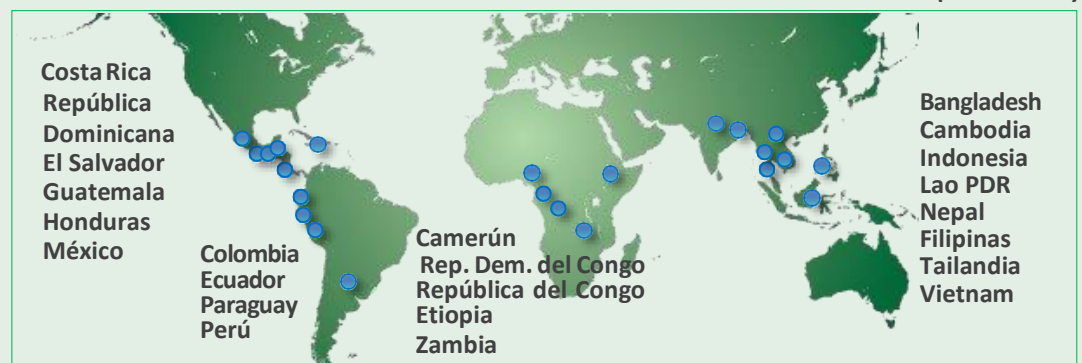 Costa Rica
República
Dominicana
El Salvador
Guatemala
Honduras
México
Colombia
Ecuador
Paraguay
Perú
Camerún
Rep. Dem. del Congo
República del Congo
Etiopia
Zambia
Bangladesh
Cambodia
Indonesia
Lao PDR
Nepal
Filipinas
Tailandia
Vietnam